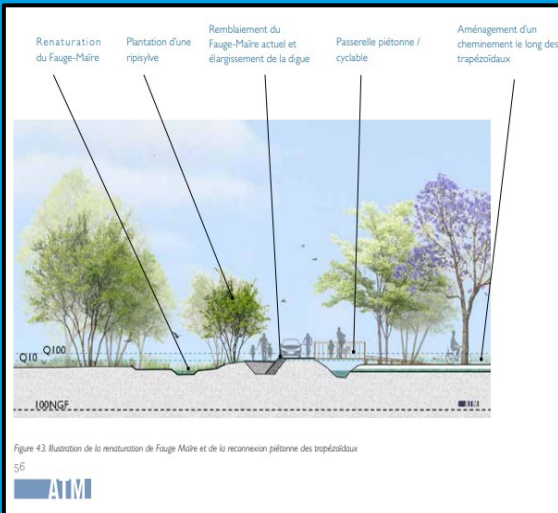 Renaturation
du Fauge-Maïre
Plantation d'une
ripisylve
Remblaiement du
Fauge-Maïre actuel et
élargissement de la digue
Passerelle piétonne /
cyclable
Aménagement d'un
cheminement le long des
trapézoïdaux
Q10 Q100
100NGF
ATM
Figure 43. Illustration de la renaturation de Fauge Maïre et de la reconnexion piétonne des trapézoïdaux
56
ATM